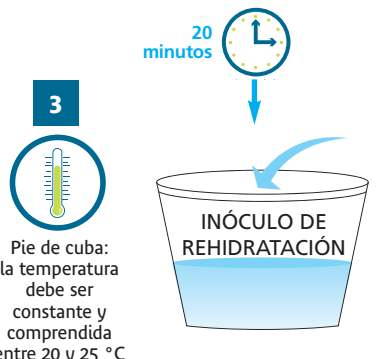 20
minutos
3
INÓCULO DE
REHIDRATACIÓN
Pie de cuba:
la temperatura
debe ser
constante y
comprendida
entre 20 y 25 °C